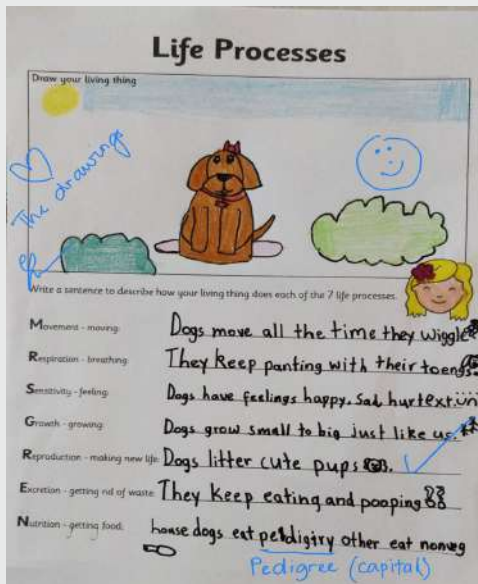 Life Processes
Draw your living thing
The drawings
Write a sentence to describe how your living thing does each of the 7 life processes.
Movement - moving: Dogs move all the time they wiggle
Respiration - breathing: They keep panting with their toengs
Sensitivity - feeling: Dogs have feelings happy. Sad hurt ext.
Growth - growing: Dogs grow small to big just like us.
Reproduction - making new life: Dogs litter cute pups.
Excretion - getting rid of waste: They keep eating and pooping
Nutrition - getting food: house dogs eat other eat nonveg
Pedigree (capital)